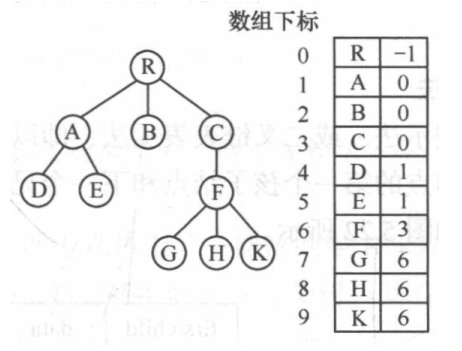 数组下标
R
A
B
C
D
E
F
G
H
K
0 R -1
1 A 0
2 B 0
3 C 0
4 D 1
5 E 1
6 F 3
7 G 6
8 H 6
9 K 6